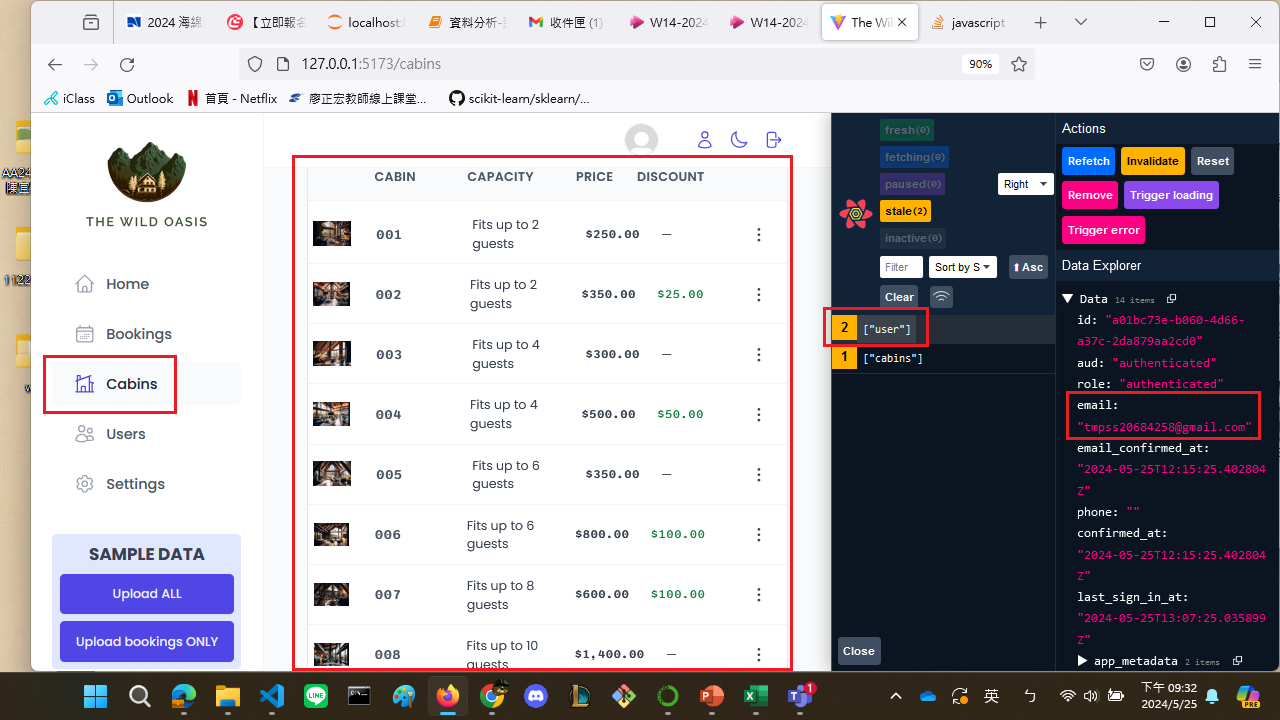 2024 海線
【立即報名
localhost:
資料分析-
收件匣 (1)
W14-2024
W14-2024
The Wil
javascript
127.0.0.1:5173/cabins
90%
iClass
Outlook
首頁 - Netflix
廖正宏教師線上課堂...
scikit-learn/sklearn/...
AA24
1122
THE WILD OASIS
Home
Bookings
Cabins
Users
Settings
SAMPLE DATA
Upload ALL
Upload bookings ONLY
CABIN CAPACITY PRICE DISCOUNT
001 Fits up to 2 guests $250.00 —
002 Fits up to 2 guests $350.00 $25.00
003 Fits up to 4 guests $300.00 —
004 Fits up to 4 guests $500.00 $50.00
005 Fits up to 6 guests $350.00 —
006 Fits up to 6 guests $800.00 $100.00
007 Fits up to 8 guests $600.00 $100.00
008 Fits up to 10 guests $1,400.00 —
fresh(0)
fetching(0)
paused(0)
Right
stale(2)
inactive(0)
Filter
Sort by S
Asc
Clear
2 ["user"]
1 ["cabins"]
Close
Actions
Refetch
Invalidate
Reset
Remove
Trigger loading
Trigger error
Data Explorer
Data 14 items
id: "a01bc73e-b060-4d66-
a37c-2da879aa2cd0"
aud: "authenticated"
role: "authenticated"
email:
"tmpss20684258@gmail.com"
email_confirmed_at:
"2024-05-25T12:15:25.402804
Z"
phone: ""
confirmed_at:
"2024-05-25T12:15:25.402804
Z"
last_sign_in_at:
"2024-05-25T13:07:25.035899
Z"
app_metadata 2 items
LINE
1
英
ㄅ
下午 09:32
2024/5/25
PRE